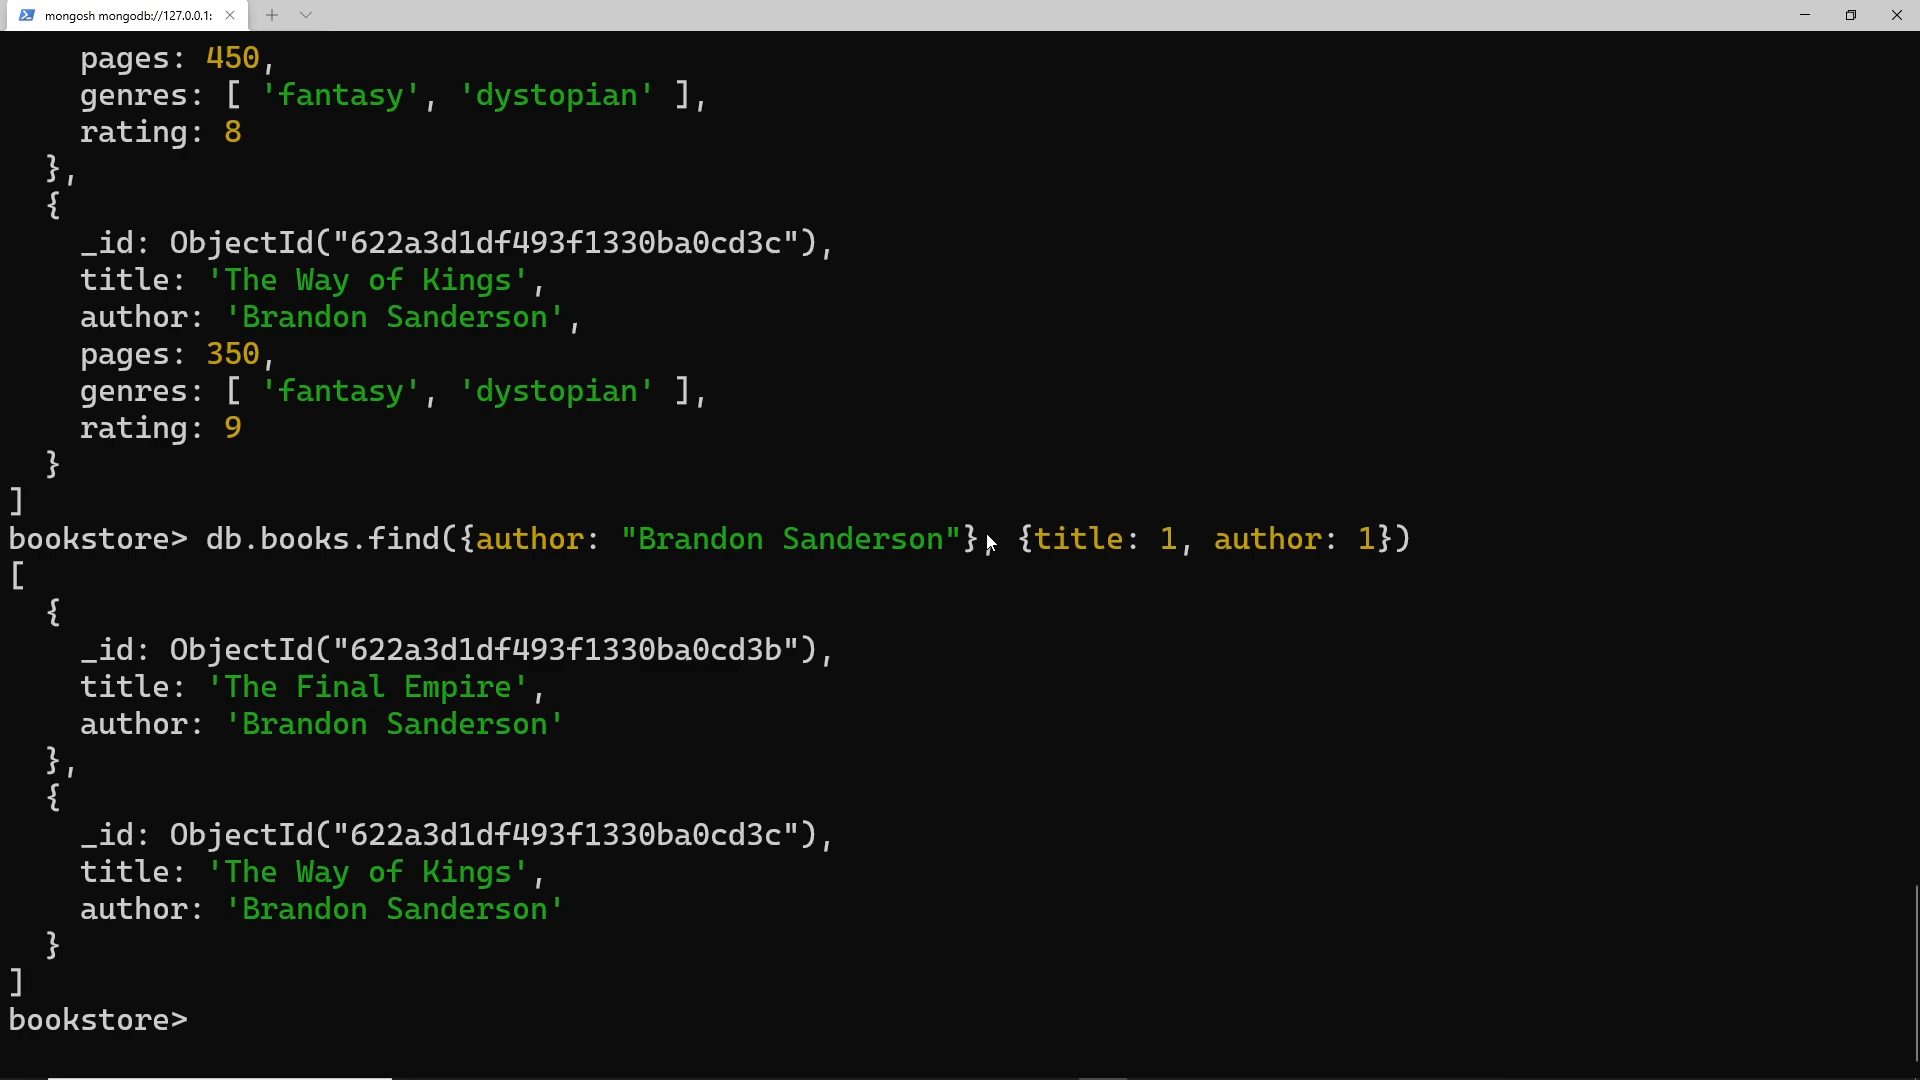 mongosh mongodb://127.0.0.1:
    pages: 450,
    genres: [ 'fantasy', 'dystopian' ],
    rating: 8
  },
  {
    _id: ObjectId("622a3d1df493f1330ba0cd3c"),
    title: 'The Way of Kings',
    author: 'Brandon Sanderson',
    pages: 350,
    genres: [ 'fantasy', 'dystopian' ],
    rating: 9
  }
]
bookstore> db.books.find({author: "Brandon Sanderson"}, {title: 1, author: 1})
[
  {
    _id: ObjectId("622a3d1df493f1330ba0cd3b"),
    title: 'The Final Empire',
    author: 'Brandon Sanderson'
  },
  {
    _id: ObjectId("622a3d1df493f1330ba0cd3c"),
    title: 'The Way of Kings',
    author: 'Brandon Sanderson'
  }
]
bookstore>